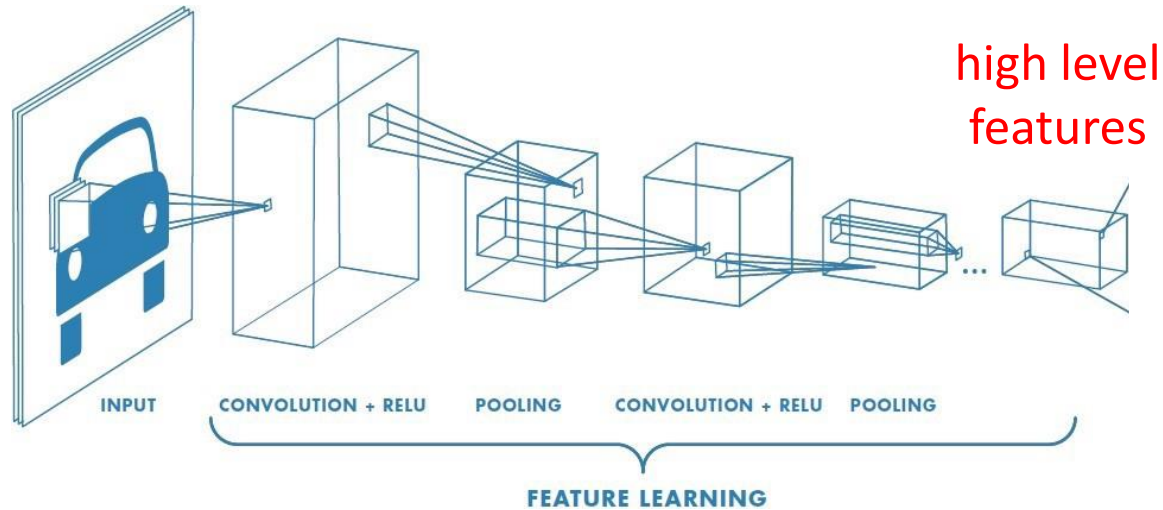 high level
features
INPUT
CONVOLUTION + RELU
POOLING
CONVOLUTION + RELU
POOLING
...
FEATURE LEARNING